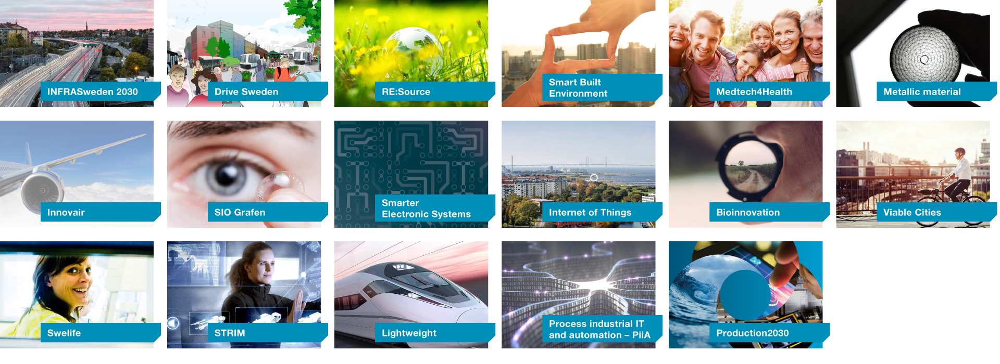 INFRASweden 2030
Drive Sweden
RE:Source
Smart Built
Environment
Medtech4Health
Metallic material
Innovair
SIO Grafen
Smarter
Electronic Systems
Internet of Things
Bioinnovation
Viable Cities
Swelife
STRIM
Lightweight
Process industrial IT
and automation – PiiA
Production2030